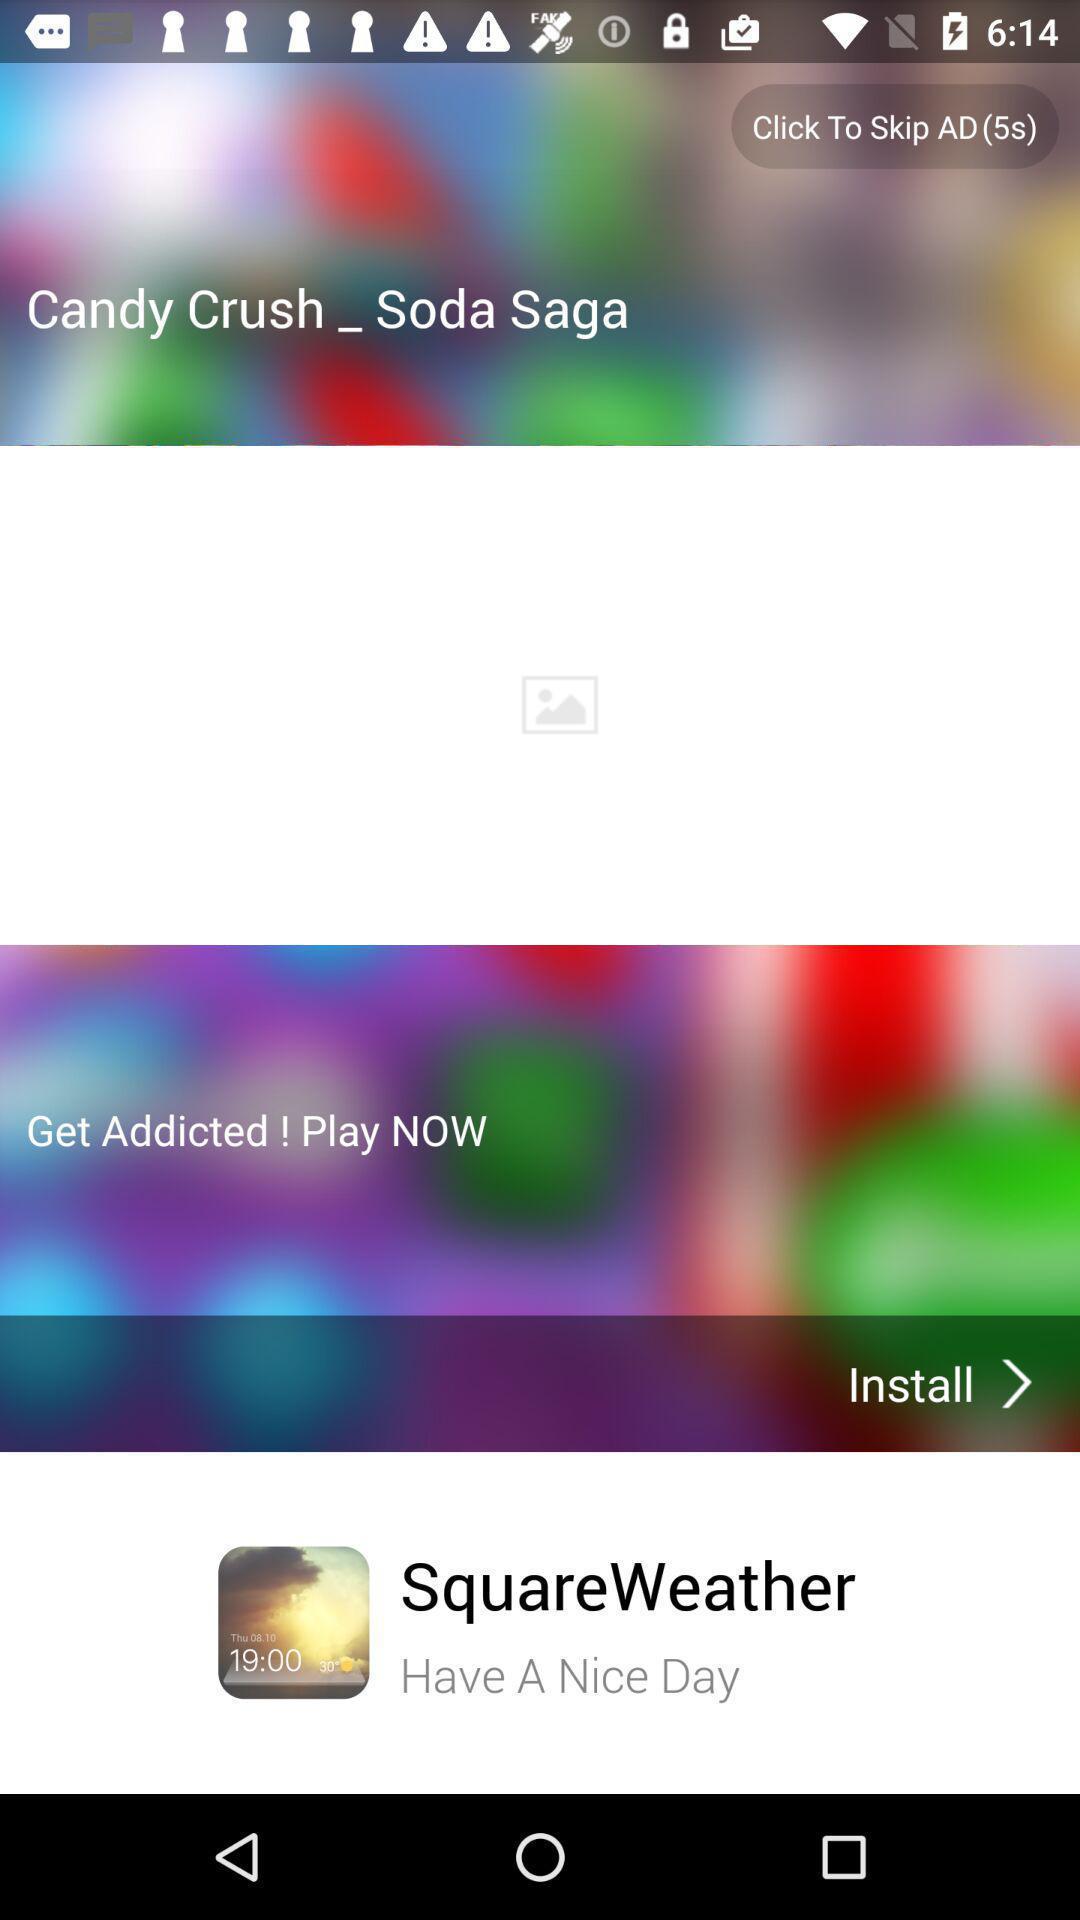 FAKE
6:14
Click To Skip AD(5s)
Candy Crush _ Soda Saga
Get Addicted ! Play NOW
Install
SquareWeather
Thu 08.10
19:00 30°
Have A Nice Day